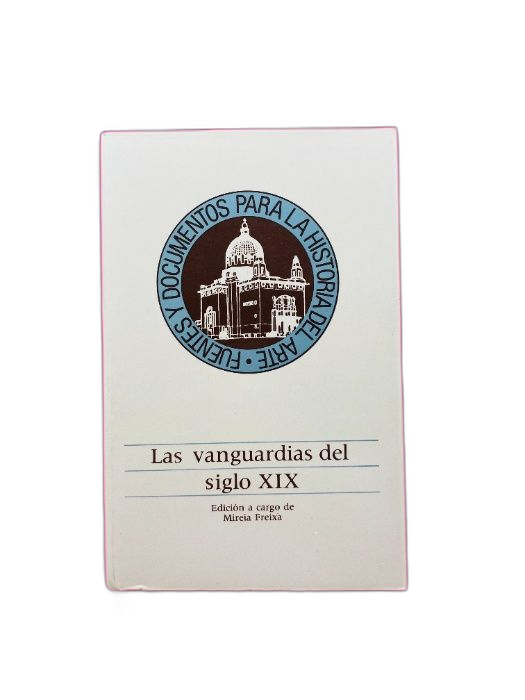 FUENTES Y DOCUMENTOS PARA LA HISTORIA DEL ARTE •
Las vanguardias del
siglo XIX
Edición a cargo de
Mireia Freixa